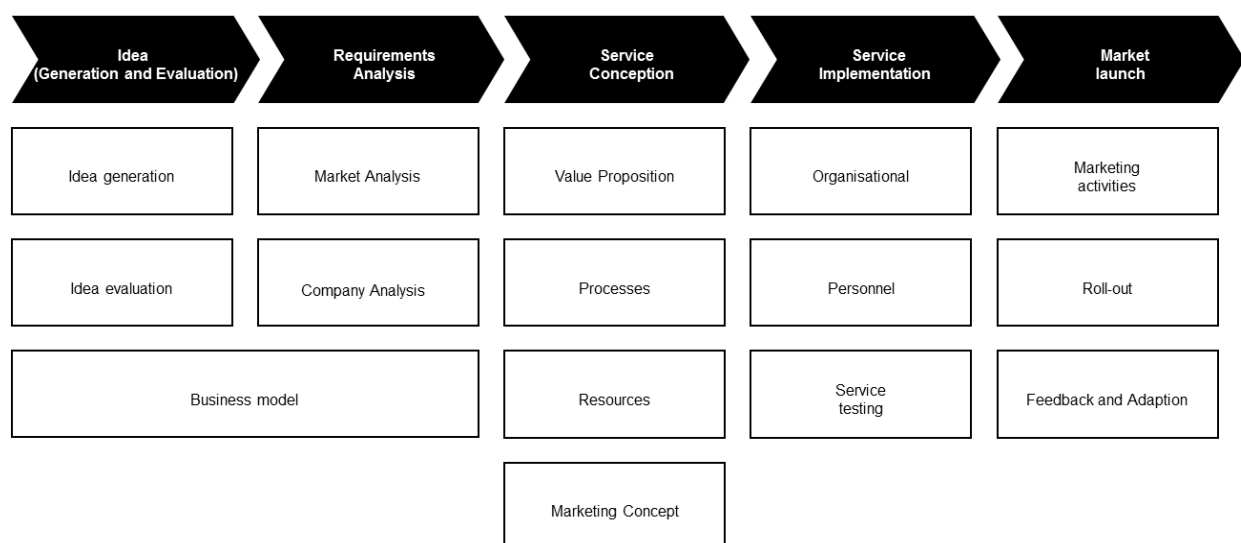 Idea
(Generation and Evaluation)
Requirements
Analysis
Service
Conception
Service
Implementation
Market
launch
Idea generation
Market Analysis
Value Proposition
Organisational
Marketing
activities
Idea evaluation
Company Analysis
Processes
Personnel
Roll-out
Business model
Resources
Service
testing
Feedback and Adaption
Marketing Concept